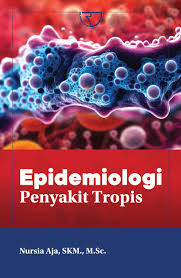 Epidemiologi
Penyakit Tropis
Nursia Aja, SKM., M.Sc.